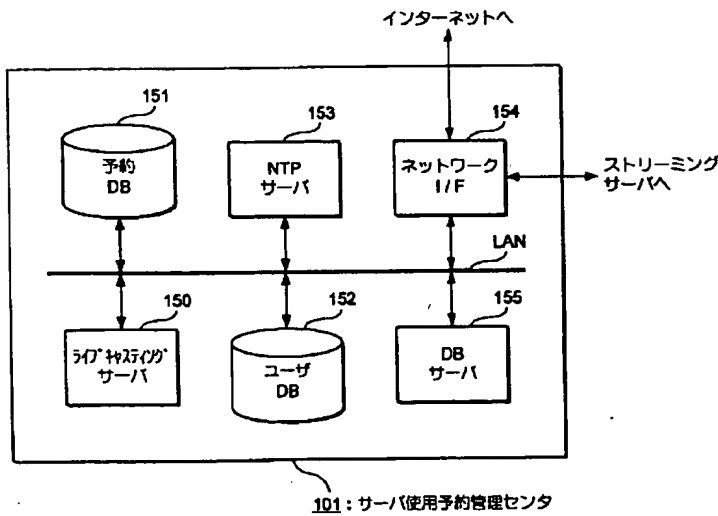 インターネットへ
151
予約
DB
153
NTP
サーバ
154
ネットワーク
I/F
ストリーミング
サーバへ
LAN
150
ライブキャスティング
サーバ
152
ユーザ
DB
155
DB
サーバ
101:サーバ使用予約管理センタ